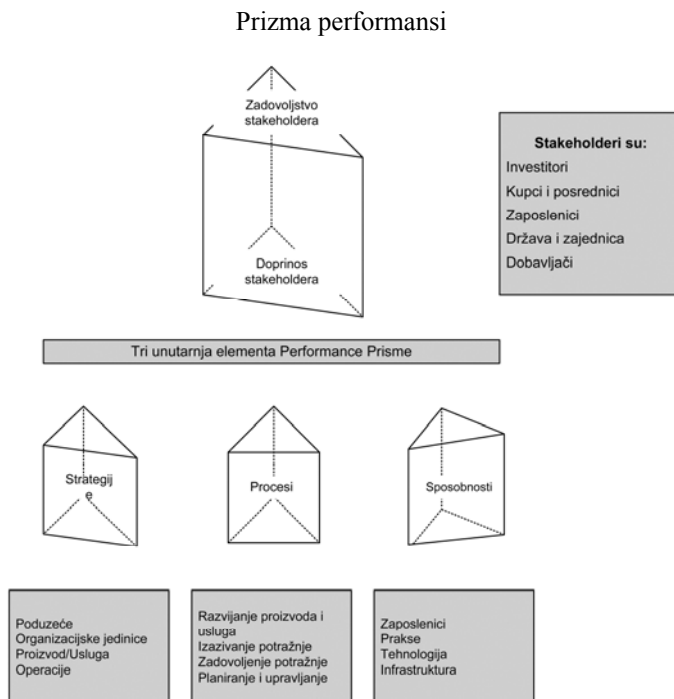 Prizma performansi
Zadovoljstvo
stakeholdera
Stakeholderi su:
Investitori
Kupci i posrednici
Zaposlenici
Država i zajednica
Dobavljači
Doprinos
stakeholdera
Tri unutarnja elementa Performance Prisme
Strategij
e
Procesi
Sposobnosti
Poduzeće
Organizacijske jedinice
Proizvod/Usluga
Operacije
Razvijanje proizvoda i
usluga
Izazivanje potražnje
Zadovoljenje potražnje
Planiranje i upravljanje
Zaposlenici
Prakse
Tehnologija
Infrastruktura